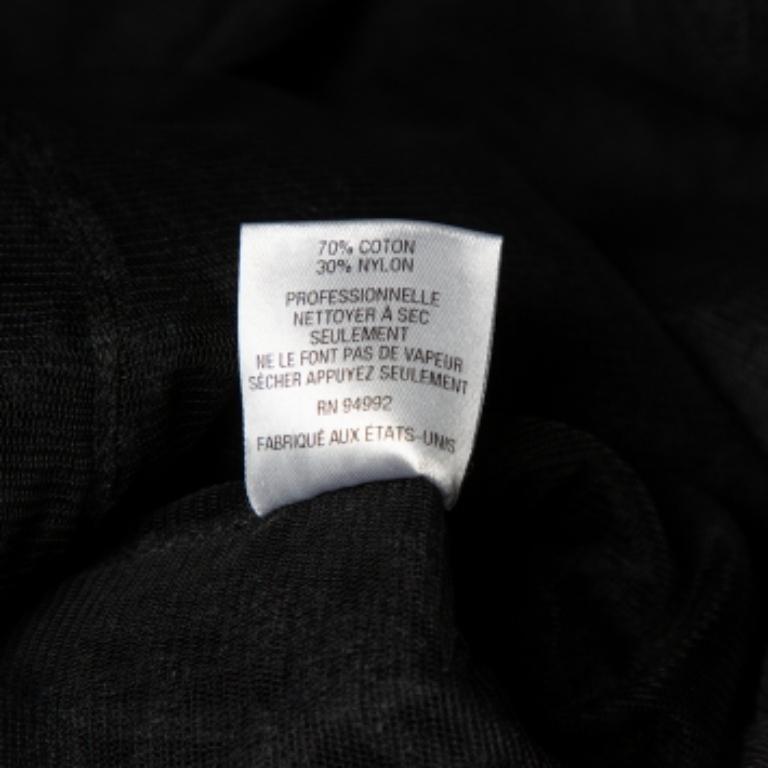 70% COTON
30% NYLON
PROFESSIONNELLE
NETTOYER À SEC
SEULEMENT
NE LE FONT PAS DE VAPEUR
SÉCHER APPUYEZ SEULEMENT
RN 94992
FABRIQUÉ AUX ÉTATS-UNIS